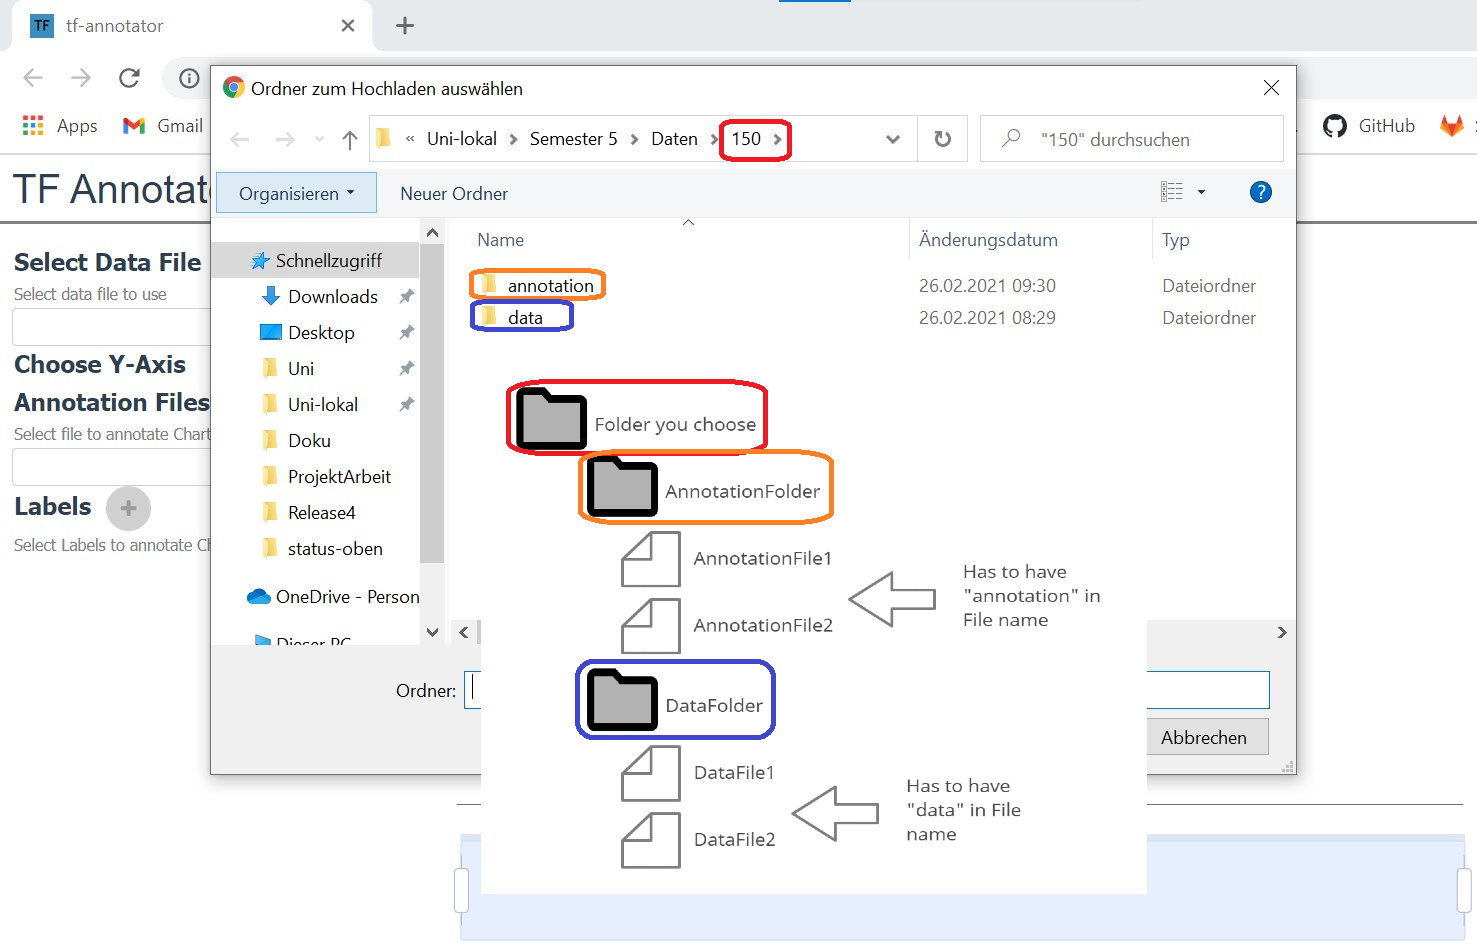 TF tf-annotator
Apps Gmail GitHub
TF Annotat
Select Data File
Select data file to use
Choose Y-Axis
Annotation Files
Select file to annotate Chart
Labels +
Select Labels to annotate Ch
Ordner zum Hochladen auswählen
« Uni-lokal > Semester 5 > Daten > 150 >
"150" durchsuchen
Organisieren Neuer Ordner ?
Name Änderungsdatum Typ
annotation 26.02.2021 09:30 Dateiordner
data 26.02.2021 08:29 Dateiordner
Schnellzugriff
Downloads
Desktop
Uni
Uni-lokal
Doku
ProjektArbeit
Release4
status-oben
OneDrive - Person
Dieser PC
Ordner:
Abbrechen
Folder you choose
AnnotationFolder
AnnotationFile1
AnnotationFile2
Has to have
"annotation" in
File name
DataFolder
DataFile1
DataFile2
Has to have
"data" in File
name